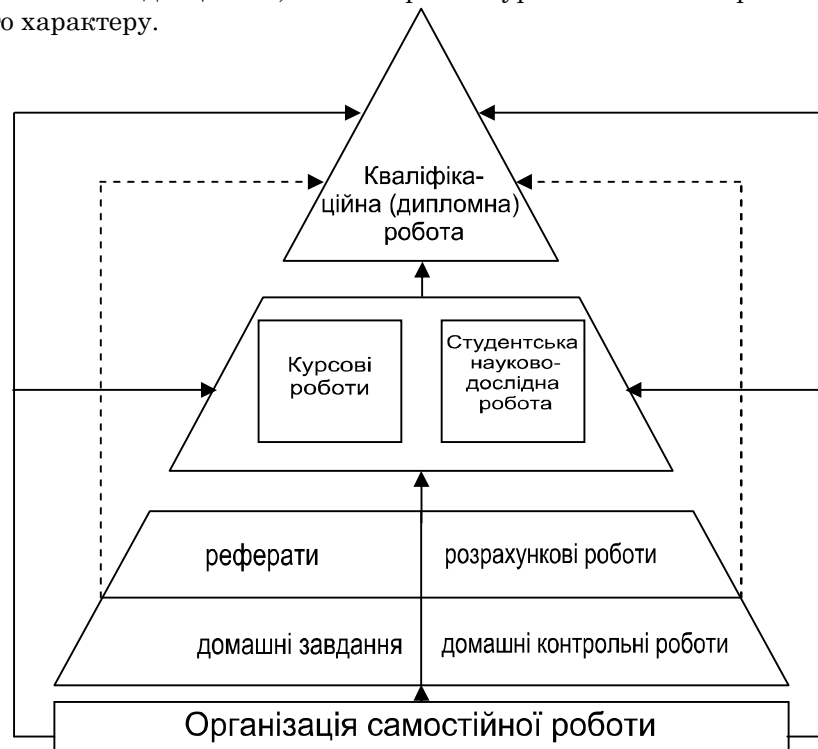 го характеру.
Кваліфіка-
ційна (дипломна)
робота
Курсові
роботи
Студентська
науково-
дослідна
робота
реферати
розрахункові роботи
домашні завдання
домашні контрольні роботи
Організація самостійної роботи